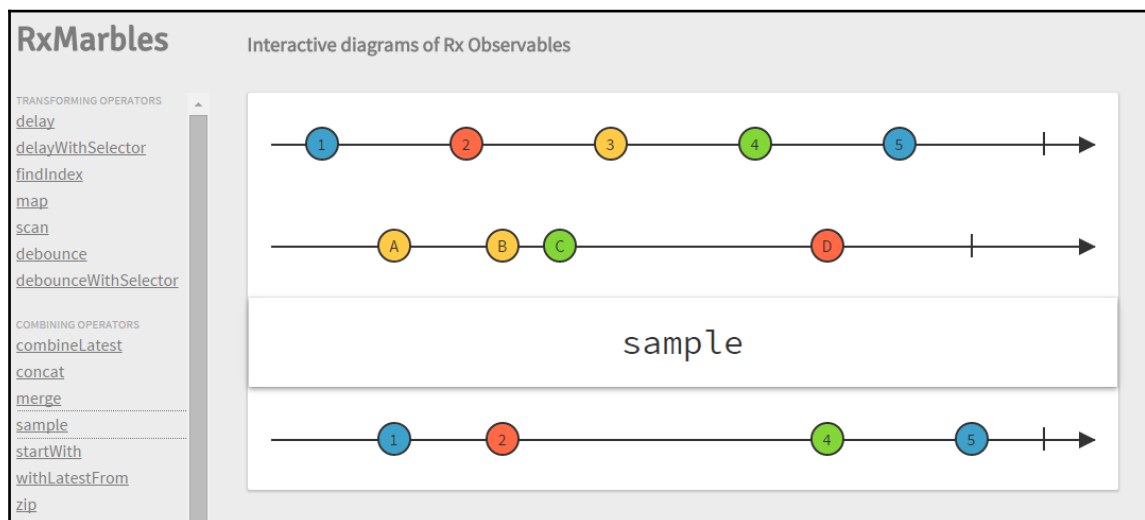 RxMarbles
Interactive diagrams of Rx Observables
TRANSFORMING OPERATORS
delay
delayWithSelector
findIndex
map
scan
debounce
debounceWithSelector
COMBINING OPERATORS
combineLatest
concat
merge
sample
startWith
withLatestFrom
zip
1 2 3 4 5
A B C D
sample
1 2 4 5